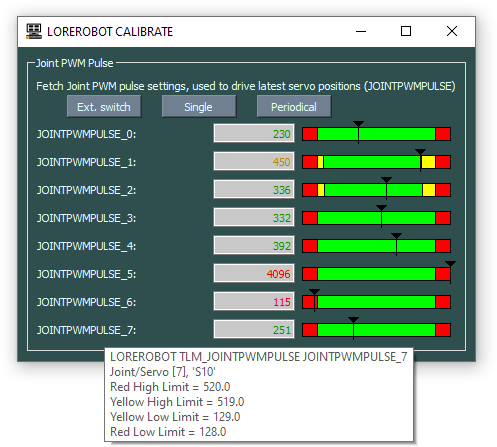 LOREROBOT CALIBRATE
Joint PWM Pulse
Fetch Joint PWM pulse settings, used to drive latest servo positions (JOINTPWMPULSE)
Ext. switch Single Periodical
JOINTPWMPULSE_0: 230
JOINTPWMPULSE_1: 450
JOINTPWMPULSE_2: 336
JOINTPWMPULSE_3: 332
JOINTPWMPULSE_4: 392
JOINTPWMPULSE_5: 4096
JOINTPWMPULSE_6: 115
JOINTPWMPULSE_7: 251
LOREROBOT TLM_JOINTPWMPULSE JOINTPWMPULSE_7
Joint/Servo [7], 'S10'
Red High Limit = 520.0
Yellow High Limit = 519.0
Yellow Low Limit = 129.0
Red Low Limit = 128.0